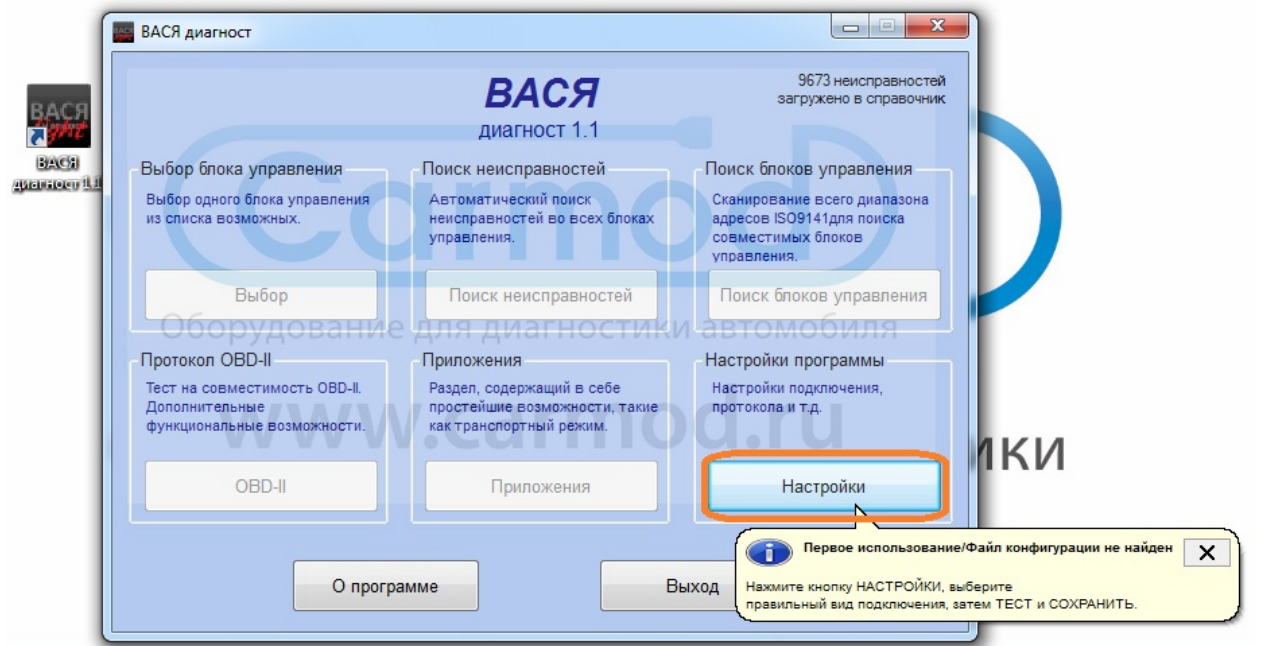 ВАСЯ диагност
ВАСЯ
диагност 1.1
9673 неисправностей
загружено в справочник
ВАСЯ
light
ВАСЯ
диагност 1.1
Выбор блока управления
Выбор одного блока управления
из списка возможных.
Выбор
Поиск неисправностей
Автоматический поиск
неисправностей во всех блоках
управления.
Поиск неисправностей
Поиск блоков управления
Сканирование всего диапазона
адресов ISO9141для поиска
совместимых блоков
управления.
Поиск блоков управления
Carmod
Оборудование для диагностики автомобиля
www.carmod.ru
Протокол OBD-II
Тест на совместимость OBD-II.
Дополнительные
функциональные возможности.
OBD-II
Приложения
Раздел, содержащий в себе
простейшие возможности, такие
как транспортный режим.
Приложения
Настройки программы
Настройки подключения,
протокола и т.д.
Настройки
ики
Первое использование/Файл конфигурации не найден
Нажмите кнопку НАСТРОЙКИ, выберите
правильный вид подключения, затем ТЕСТ и СОХРАНИТЬ.
О программе
Выход